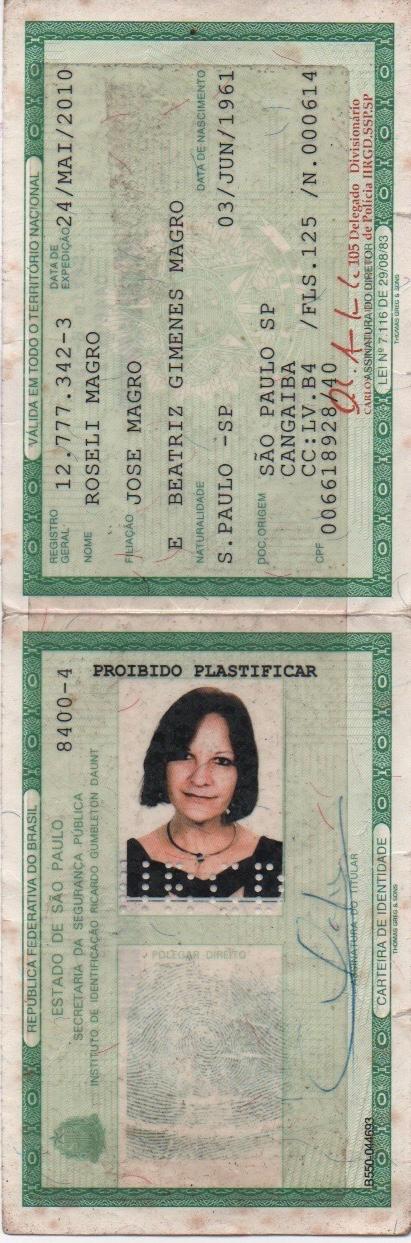 VÁLIDA EM TODO O TERRITÓRIO NACIONAL
REGISTRO GERAL 12.777.342-3 DATA DE EXPEDIÇÃO 24/MAI/2010
NOME ROSELI MAGRO
FILIAÇÃO JOSE MAGRO
E BEATRIZ GIMENES MAGRO
NATURALIDADE S.PAULO -SP DATA DE NASCIMENTO 03/JUN/1961
DOC. ORIGEM SÃO PAULO SP
CANGAIBA
CC:LV.B4 /FLS.125 /N.000614
CPF 006618928/40
105 Delegado Divisionário
de Polícia IIRGD.SSP.SP
ASSINATURA DO DIRETOR
LEI Nº 7.116 DE 29/08/83
THOMAS GREG & SONS
REPÚBLICA FEDERATIVA DO BRASIL
ESTADO DE SÃO PAULO 8400-4
SECRETARIA DA SEGURANÇA PÚBLICA
INSTITUTO DE IDENTIFICAÇÃO RICARDO GUMBLETON DAUNT
PROIBIDO PLASTIFICAR
POLEGAR DIREITO
ASSINATURA DO TITULAR
CARTEIRA DE IDENTIDADE
THOMAS GREG & SONS
B550-044693